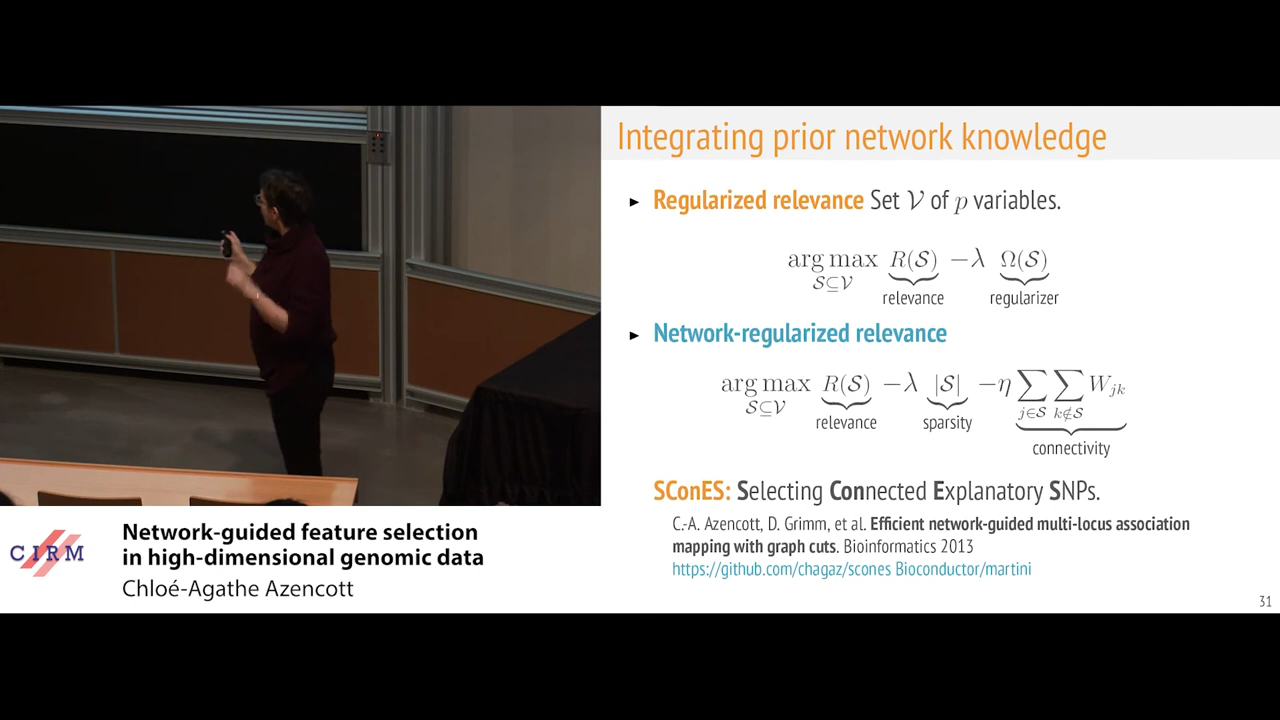 Integrating prior network knowledge
► Regularized relevance Set 𝒱 of p variables.
arg max R(𝒮) −λ Ω(𝒮)
𝒮⊆𝒱
relevance regularizer
► Network-regularized relevance
arg max R(𝒮) −λ |𝒮| −η ∑ ∑ W_{jk}
𝒮⊆𝒱 j∈𝒮 k∉𝒮
relevance sparsity
connectivity
SConES: Selecting Connected Explanatory SNPs.
C.-A. Azencott, D. Grimm, et al. Efficient network-guided multi-locus association
mapping with graph cuts. Bioinformatics 2013
https://github.com/chagaz/scones Bioconductor/martini
31
CIRM
Network-guided feature selection
in high-dimensional genomic data
Chloé-Agathe Azencott